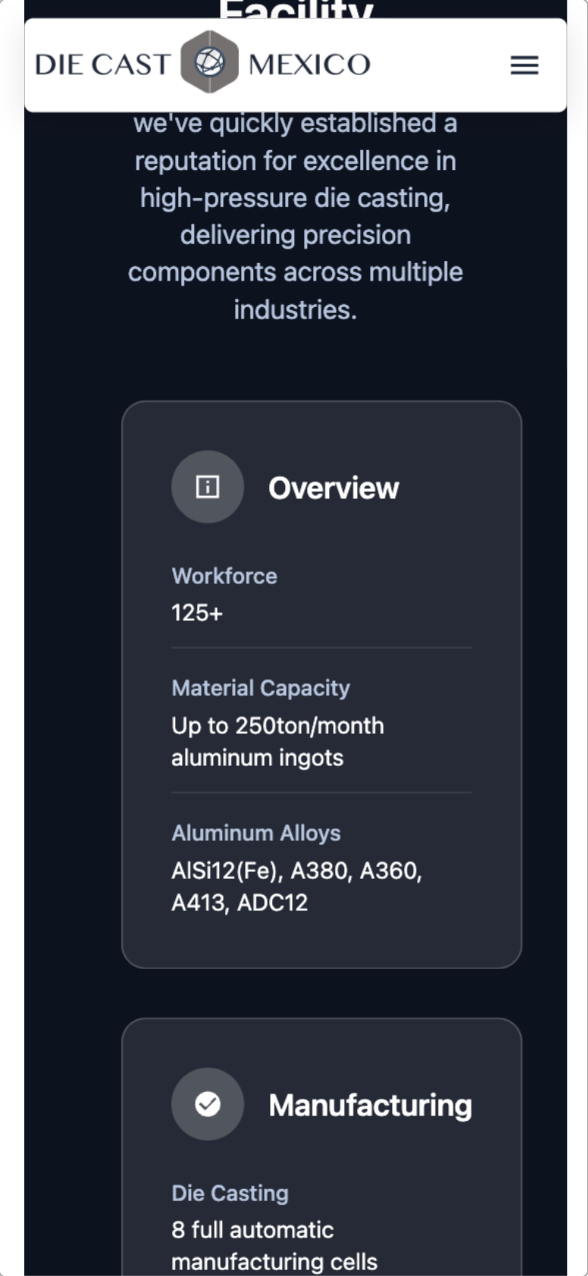 Facility
DIE CAST MEXICO
we've quickly established a
reputation for excellence in
high-pressure die casting,
delivering precision
components across multiple
industries.
Overview
Workforce
125+
Material Capacity
Up to 250ton/month
aluminum ingots
Aluminum Alloys
AlSi12(Fe), A380, A360,
A413, ADC12
Manufacturing
Die Casting
8 full automatic
manufacturing cells